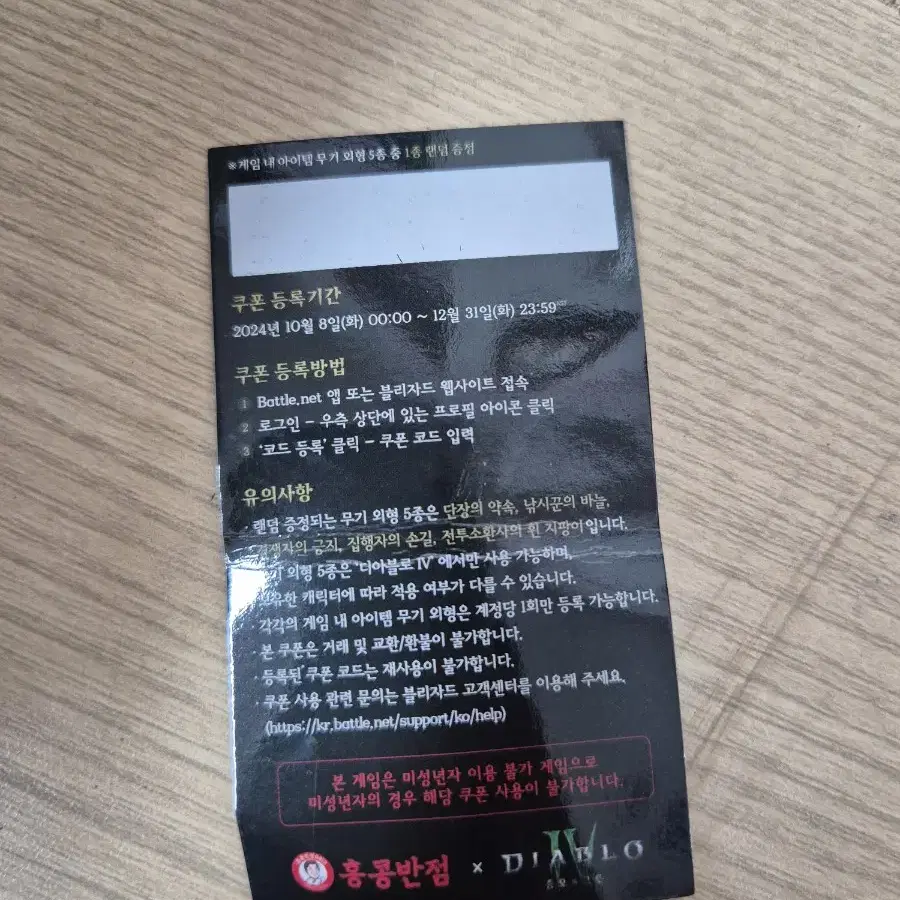 ※게임 내 아이템 무기 외형 5종 중 1종 랜덤 증정
쿠폰 등록기간
2024년 10월 8일(화) 00:00 ~ 12월 31일(화) 23:59
쿠폰 등록방법
1 Battle.net 앱 또는 블리자드 웹사이트 접속
2 로그인 – 우측 상단에 있는 프로필 아이콘 클릭
3 '코드 등록' 클릭 – 쿠폰 코드 입력
유의사항
· 랜덤 증정되는 무기 외형 5종은 단장의 약속, 낚시꾼의 바늘,
금지, 집행자의 손길, 전투소환사의 흰 지팡이입니다.
외형 5종은 '디아블로 IV' 에서만 사용 가능하며,
캐릭터에 따라 적용 여부가 다를 수 있습니다.
각각의 게임 내 아이템 무기 외형은 계정당 1회만 등록 가능합니다.
· 본 쿠폰은 거래 및 교환/환불이 불가합니다.
· 등록된 쿠폰 코드는 재사용이 불가합니다.
· 쿠폰 사용 관련 문의는 블리자드 고객센터를 이용해 주세요.
(https://kr.battle.net/support/ko/help)
본 게임은 미성년자 이용 불가 게임으로
미성년자의 경우 해당 쿠폰 사용이 불가합니다.
홍콩반점 × DIABLO IV